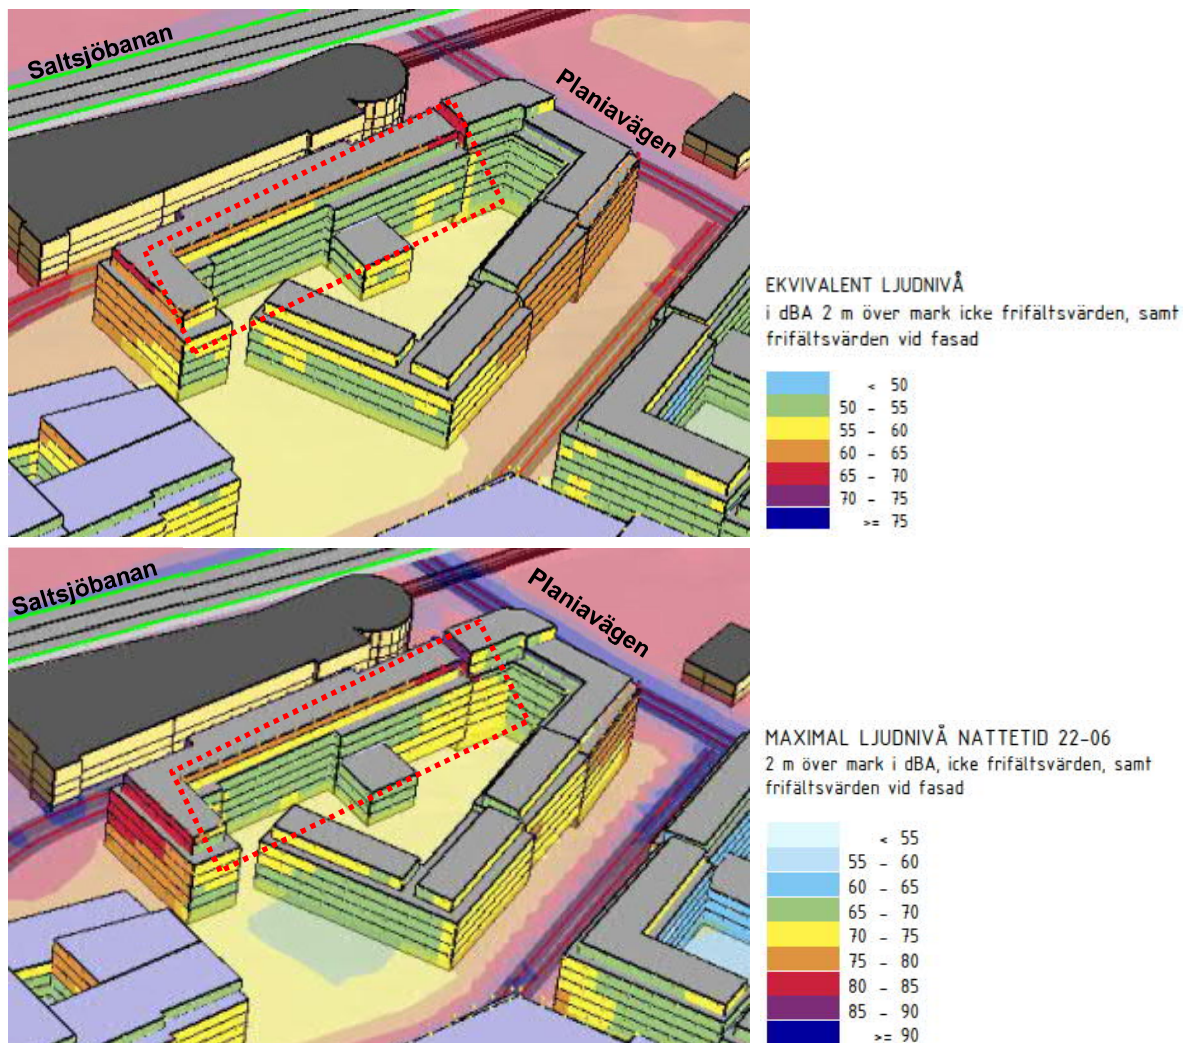 Saltsjöbanan
Planiavägen
EKVIVALENT LJUDNIVÅ
i dBA 2 m över mark icke frifältsvärden, samt
frifältsvärden vid fasad
< 50
50 - 55
55 - 60
60 - 65
65 - 70
70 - 75
>= 75
Saltsjöbanan
Planiavägen
MAXIMAL LJUDNIVÅ NATTETID 22-06
2 m över mark i dBA, icke frifältsvärden, samt
frifältsvärden vid fasad
< 55
55 - 60
60 - 65
65 - 70
70 - 75
75 - 80
80 - 85
85 - 90
>= 90